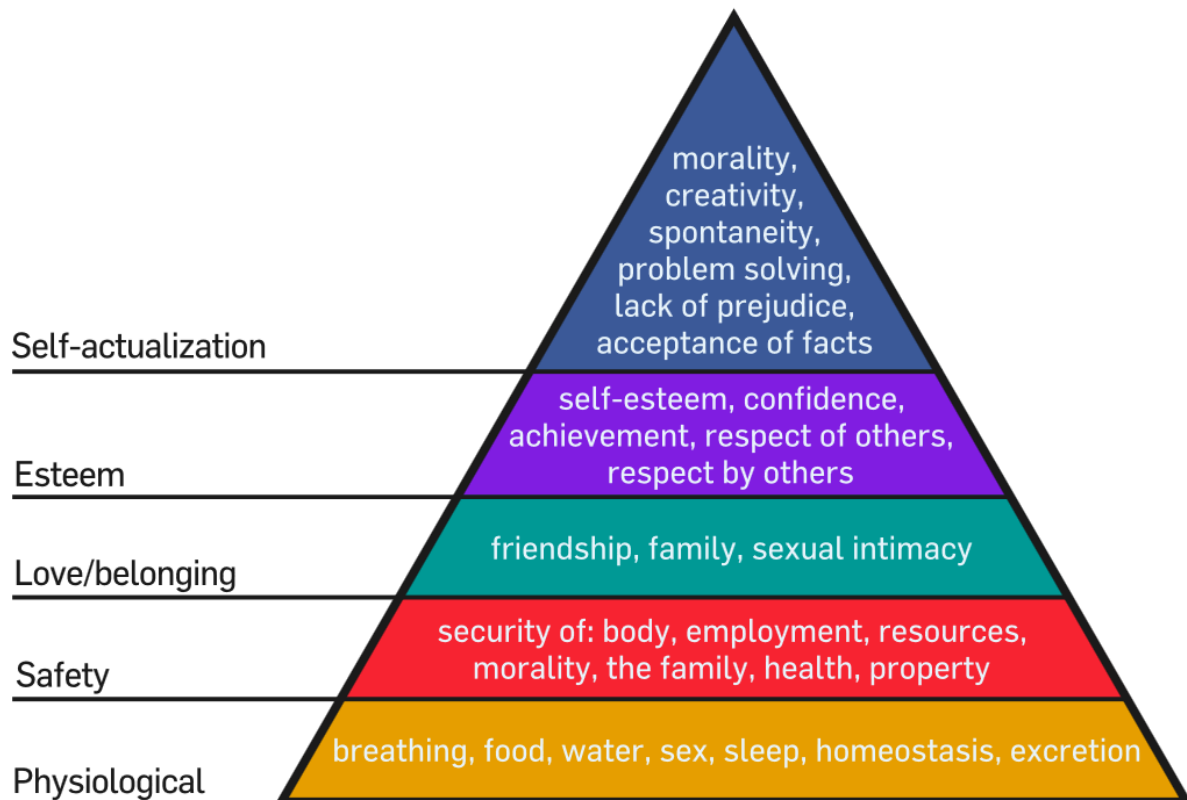 morality,
creativity,
spontaneity,
problem solving,
lack of prejudice,
acceptance of facts
Self-actualization
self-esteem, confidence,
achievement, respect of others,
respect by others
Esteem
friendship, family, sexual intimacy
Love/belonging
security of: body, employment, resources,
morality, the family, health, property
Safety
breathing, food, water, sex, sleep, homeostasis, excretion
Physiological